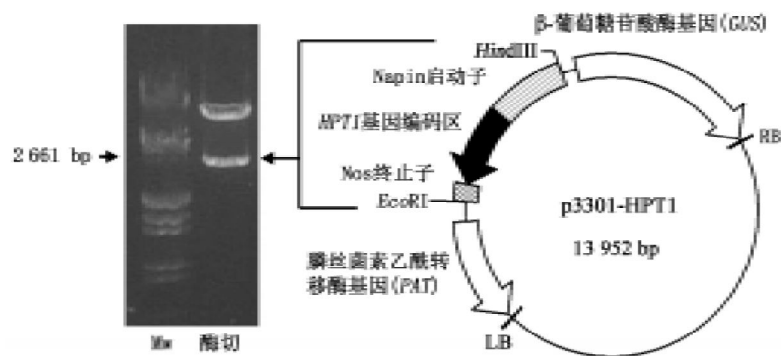 β-葡萄糖苷酸酶基因(GUS)
HindIII
Napin启动子
HPT1基因编码区
2 661 bp
Nos终止子
EcoRI
RB
p3301-HPT1
13 952 bp
膦丝菌素乙酰转
移酶基因(PAT)
LB
Mw
酶切